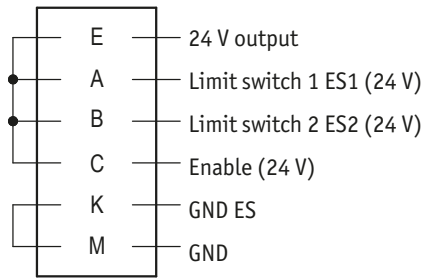 E 24 V output
A Limit switch 1 ES1 (24 V)
B Limit switch 2 ES2 (24 V)
C Enable (24 V)
K GND ES
M GND